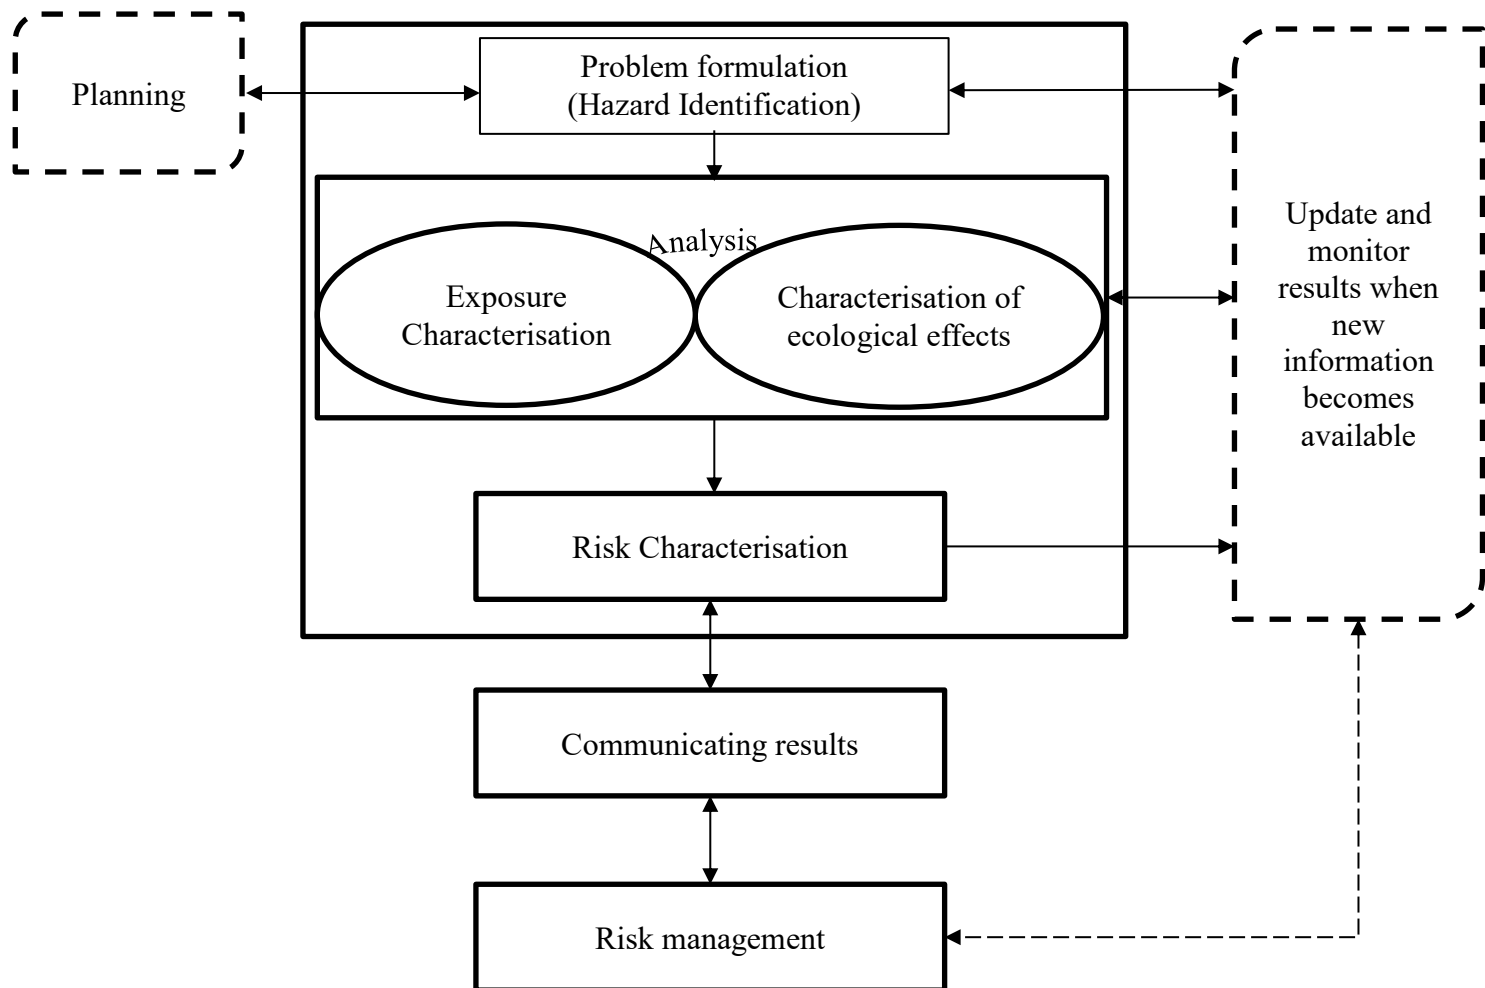 Planning
Problem formulation
(Hazard Identification)
Analysis
Exposure
Characterisation
Characterisation of
ecological effects
Update and
monitor
results when
new
information
becomes
available
Risk Characterisation
Communicating results
Risk management